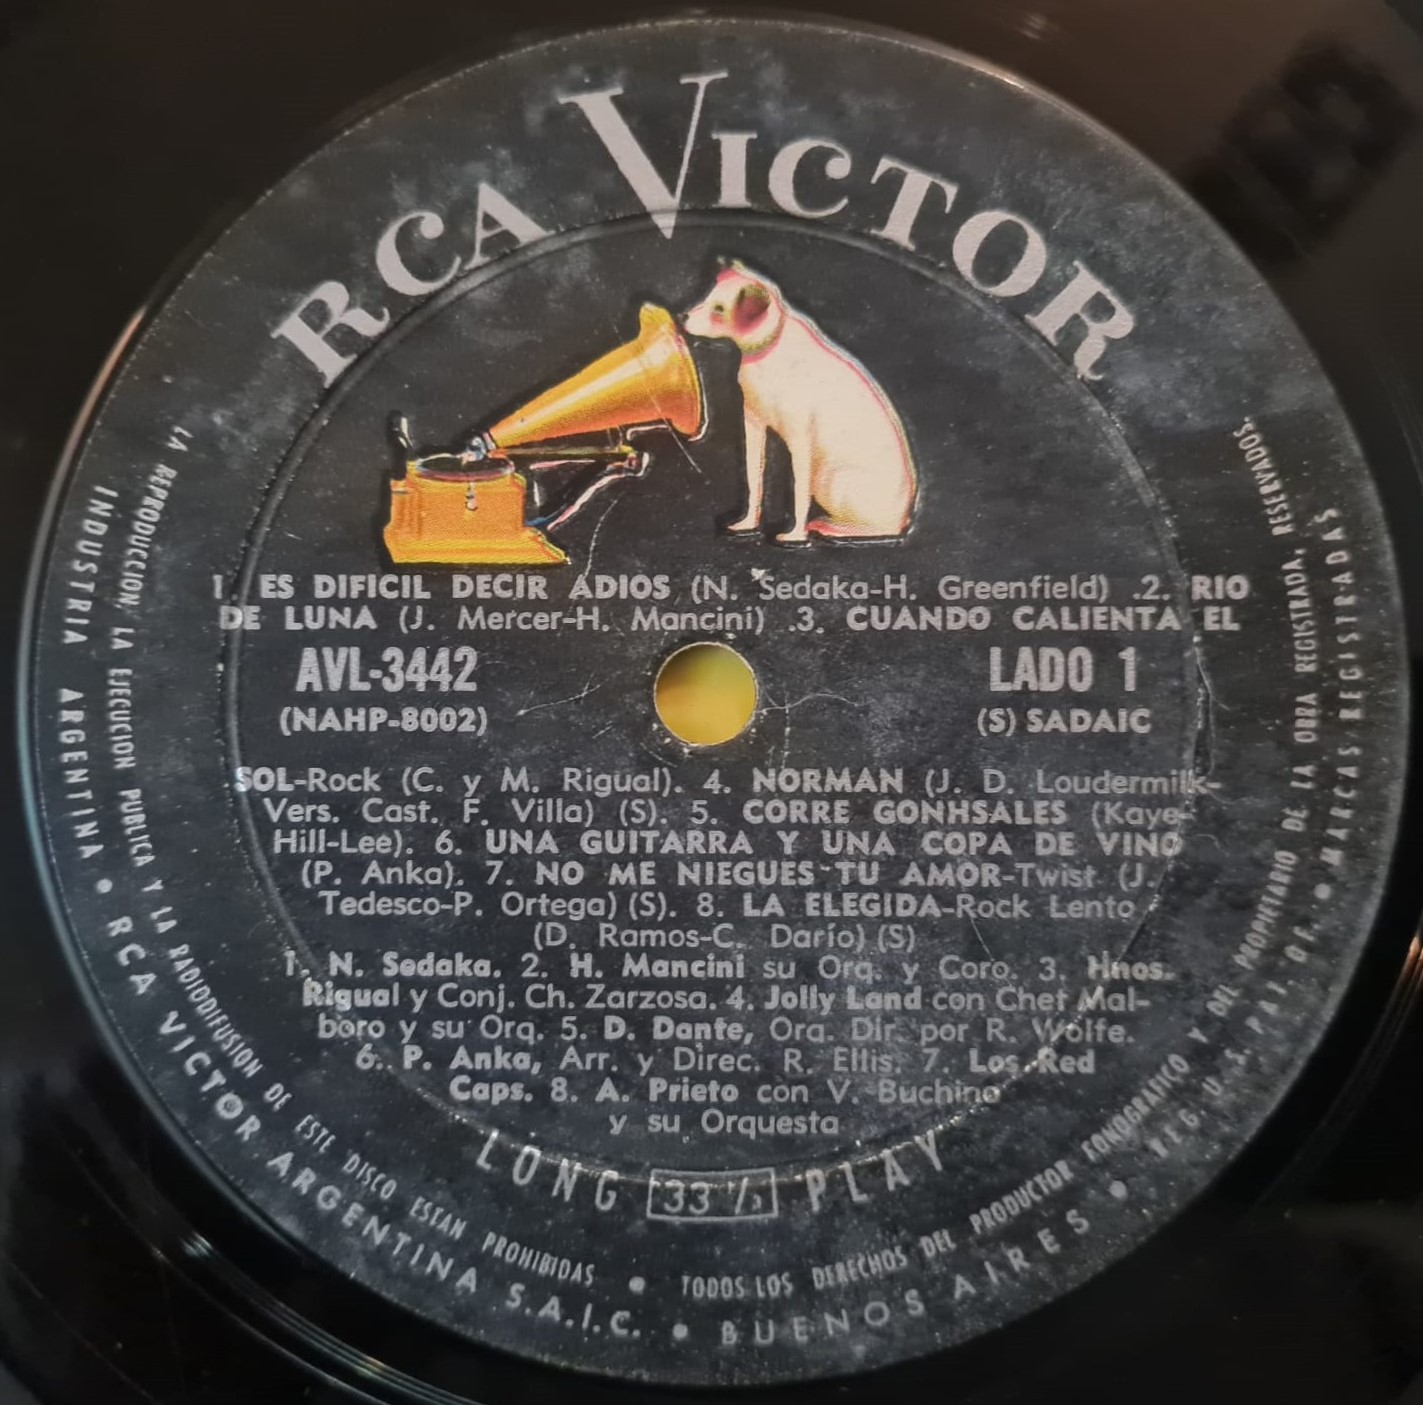 RCA VICTOR
1. ES DIFICIL DECIR ADIOS (N. Sedaka-H. Greenfield) .2. RIO
DE LUNA (J. Mercer-H. Mancini) .3. CUANDO CALIENTA EL
AVL-3442 LADO 1
(NAHP-8002) (S) SADAIC
SOL-Rock (C. y M. Rigual). 4. NORMAN (J. D. Loudermilk-
Vers. Cast. F. Villa) (S). 5. CORRE GONHSALES (Kaye-
Hill-Lee). 6. UNA GUITARRA Y UNA COPA DE VINO
(P. Anka). 7. NO ME NIEGUES TU AMOR-Twist (J.
Tedesco-P. Ortega) (S). 8. LA ELEGIDA-Rock Lento
(D. Ramos-C. Darío) (S)
1. N. Sedaka. 2. H. Mancini su Orq. y Coro. 3. Hnos.
Rigual y Conj. Ch. Zarzosa. 4. Jolly Land con Chet Mal-
boro y su Orq. 5. D. Dante, Orq. Dir. por R. Wolfe.
6. P. Anka, Arr. y Direc. R. Ellis. 7. Los Red
Caps. 8. A. Prieto con V. Buchino
y su Orquesta
LONG 33 1/3 PLAY
LA REPRODUCCION, LA EJECUCION PUBLICA Y LA RADIODIFUSION DE ESTE DISCO ESTAN PROHIBIDAS • TODOS LOS DERECHOS DEL PRODUCTOR FONOGRAFICO Y DEL PROPIETARIO DE LA OBRA REGISTRADA, RESERVADOS.
INDUSTRIA ARGENTINA • RCA VICTOR ARGENTINA S.A.I.C. • BUENOS AIRES • REG. U. S. PAT. OF. • MARCAS REGISTRADAS